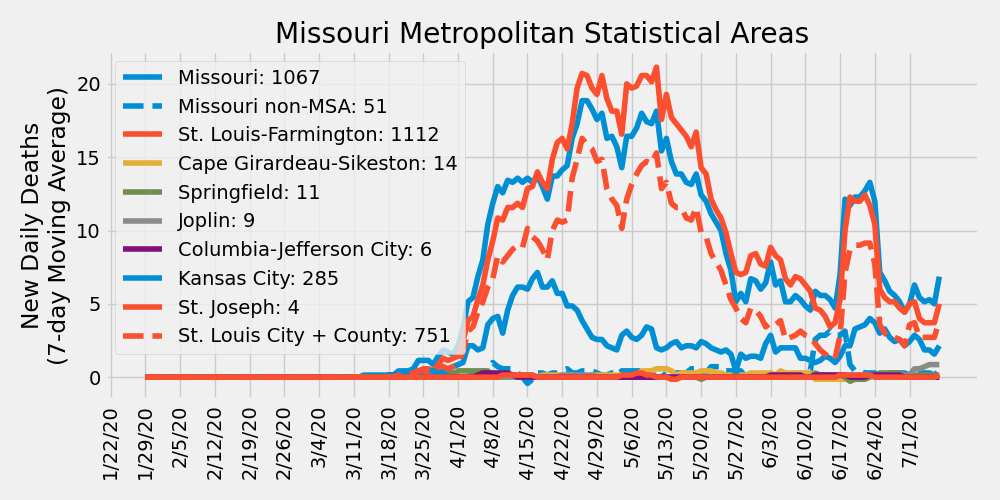 Missouri Metropolitan Statistical Areas
New Daily Deaths
(7-day Moving Average)
20
15
10
5
0
Missouri: 1067
Missouri non-MSA: 51
St. Louis-Farmington: 1112
Cape Girardeau-Sikeston: 14
Springfield: 11
Joplin: 9
Columbia-Jefferson City: 6
Kansas City: 285
St. Joseph: 4
St. Louis City + County: 751
1/22/20
1/29/20
2/5/20
2/12/20
2/19/20
2/26/20
3/4/20
3/11/20
3/18/20
3/25/20
4/1/20
4/8/20
4/15/20
4/22/20
4/29/20
5/6/20
5/13/20
5/20/20
5/27/20
6/3/20
6/10/20
6/17/20
6/24/20
7/1/20